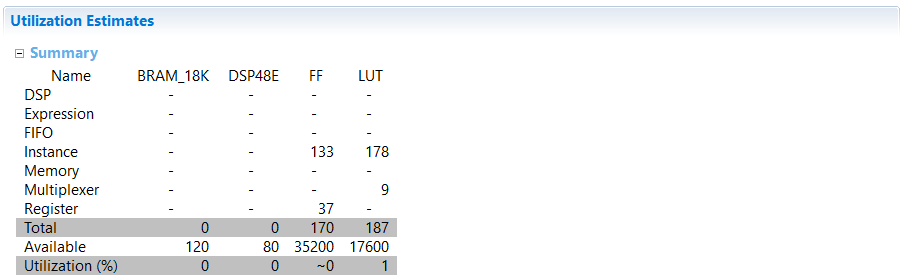 Utilization Estimates
Summary
Name BRAM_18K DSP48E FF LUT
DSP - - - -
Expression - - - -
FIFO - - - -
Instance - - 133 178
Memory - - - -
Multiplexer - - - 9
Register - - 37 -
Total 0 0 170 187
Available 120 80 35200 17600
Utilization (%) 0 0 ~0 1